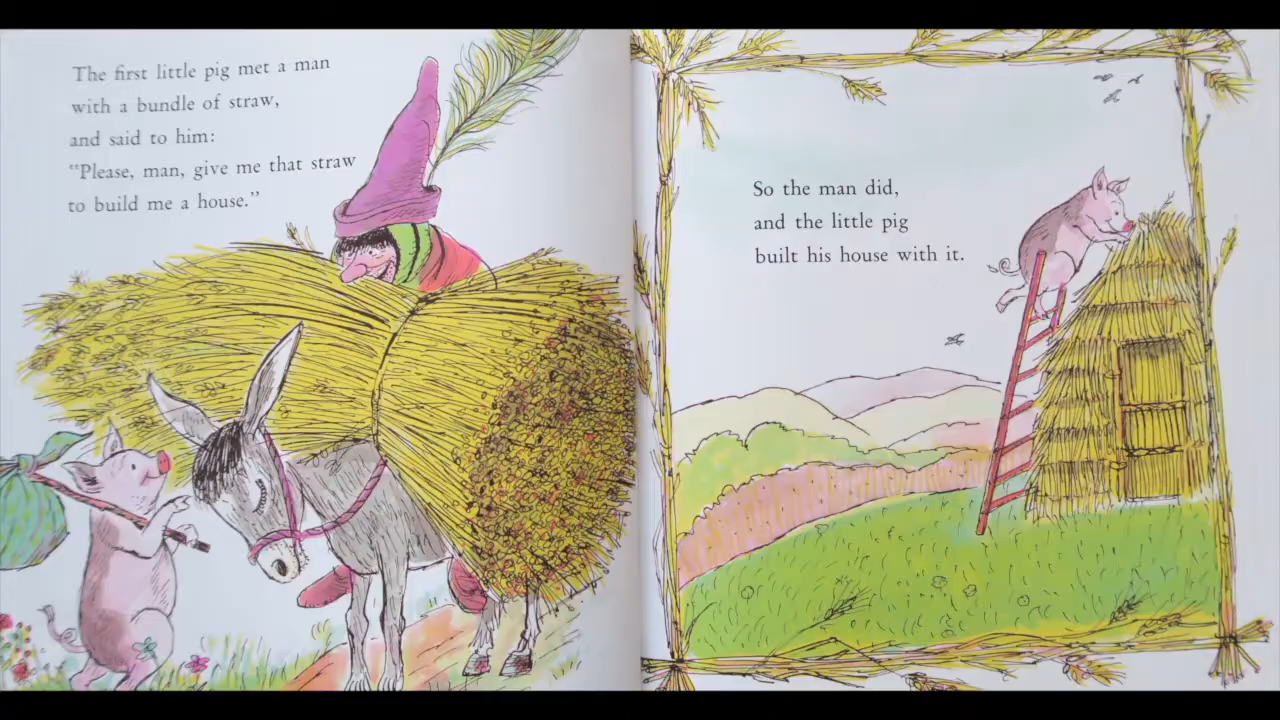 The first little pig met a man
with a bundle of straw,
and said to him:
“Please, man, give me that straw
to build me a house.”
So the man did,
and the little pig
built his house with it.